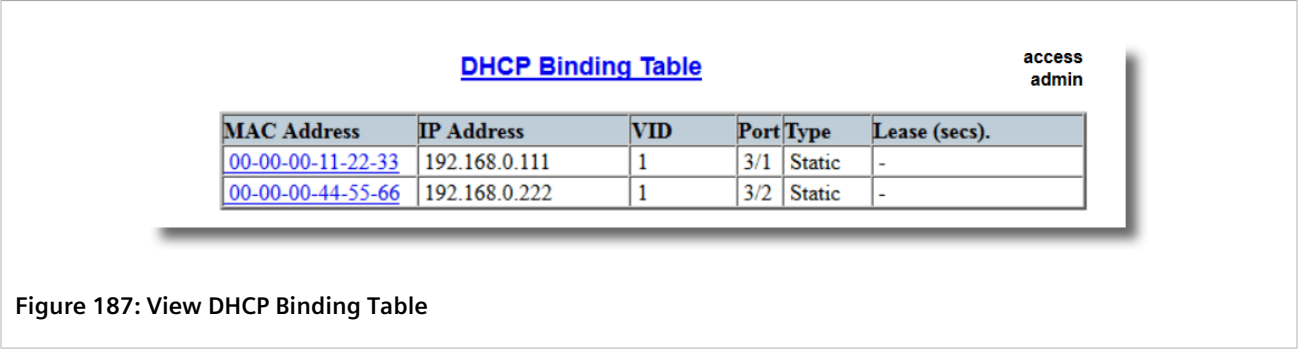 DHCP Binding Table
access
admin
MAC Address IP Address VID Port Type Lease (secs).
00-00-00-11-22-33 192.168.0.111 1 3/1 Static -
00-00-00-44-55-66 192.168.0.222 1 3/2 Static -
Figure 187: View DHCP Binding Table